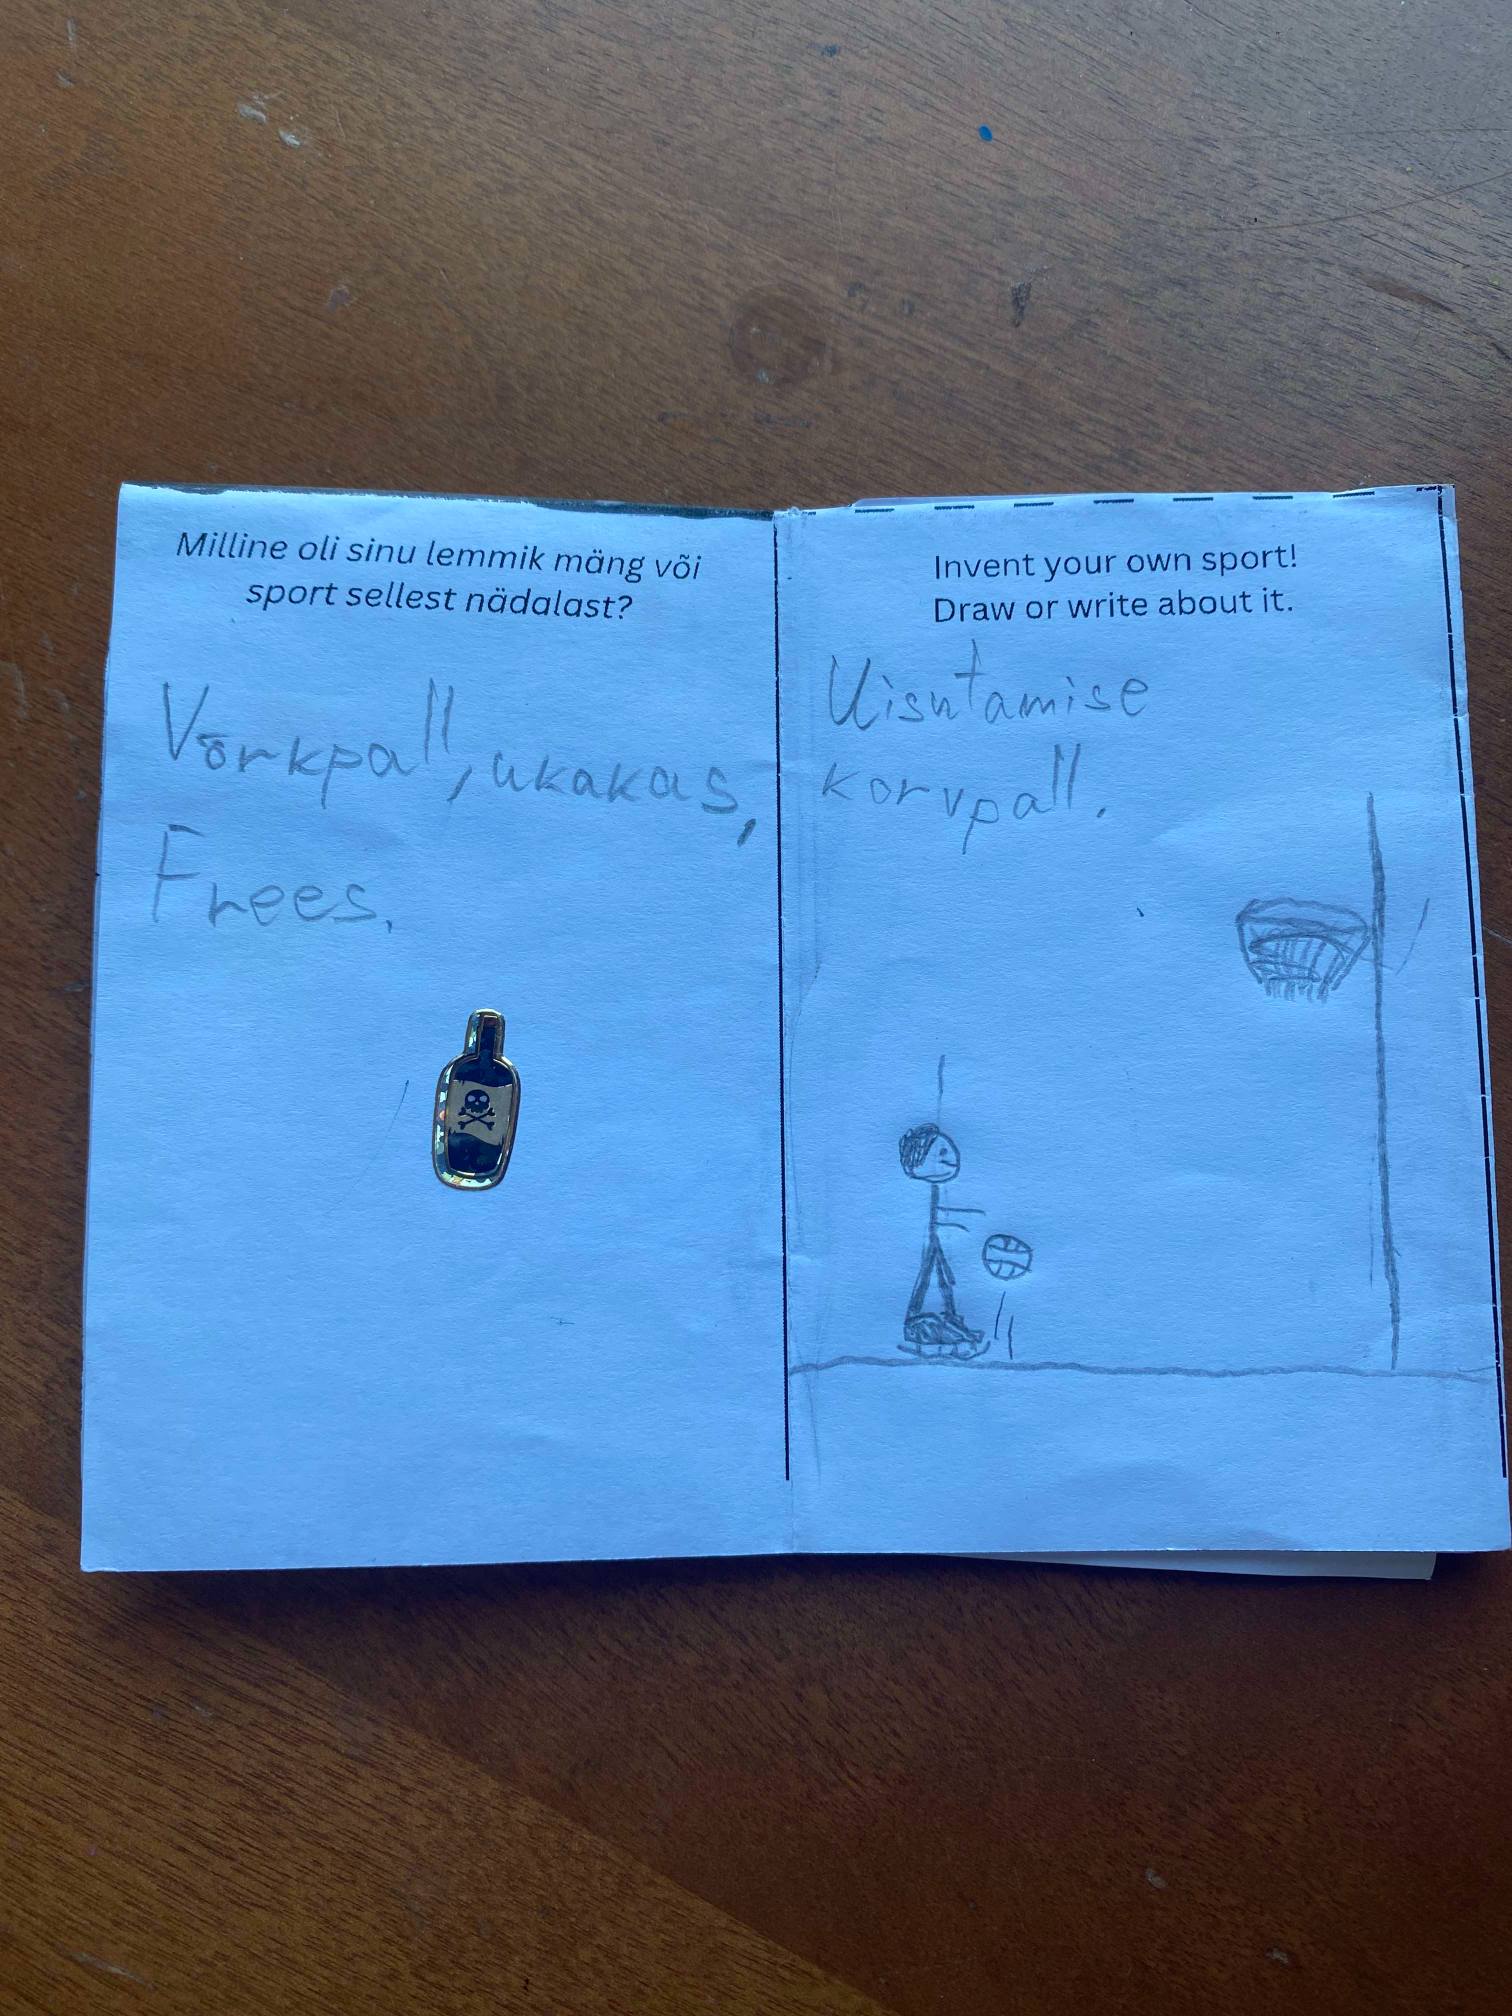 Milline oli sinu lemmik mäng või
sport sellest nädalast?
Võrkpall, ukakas,
Frees.
Invent your own sport!
Draw or write about it.
Uisutamise
korvpall.